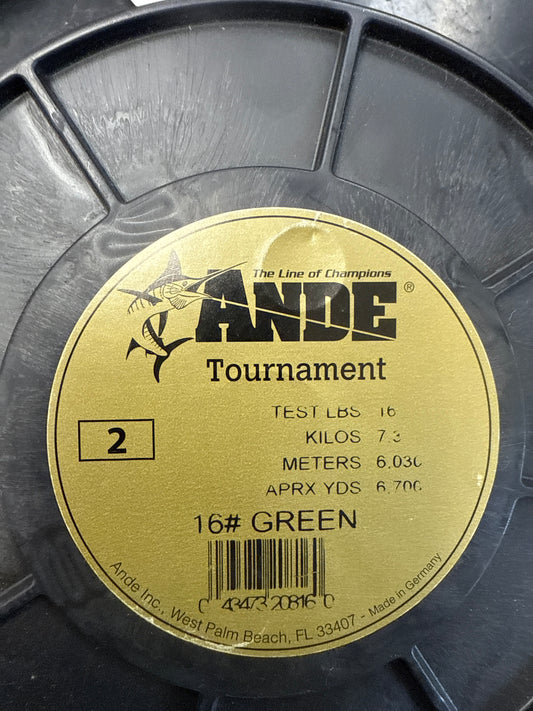 The Line of Champions
ANDE®
Tournament
2
TEST LBS 16
KILOS 7.3
METERS 6,030
APRX YDS 6,700
16# GREEN
0 43473 20816 0
Ande Inc., West Palm Beach, FL 33407 - Made in Germany